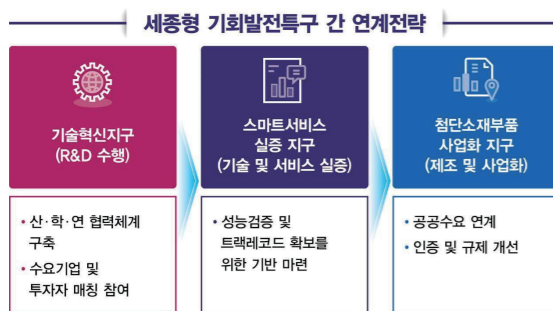 세종형 기회발전특구 간 연계전략
기술혁신지구
(R&D 수행)
• 산·학·연 협력체계
구축
• 수요기업 및
투자자 매칭 참여
스마트서비스
실증 지구
(기술 및 서비스 실증)
• 성능검증 및
트랙레코드 확보를
위한 기반 마련
첨단소재부품
사업화 지구
(제조 및 사업화)
• 공공수요 연계
• 인증 및 규제 개선